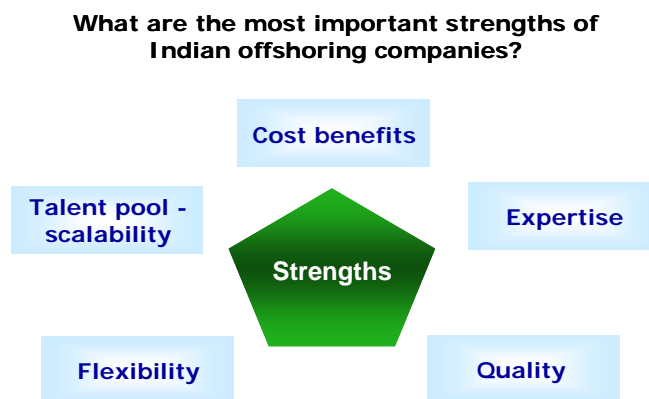 What are the most important strengths of
Indian offshoring companies?
Cost benefits
Talent pool -
scalability
Expertise
Strengths
Flexibility
Quality